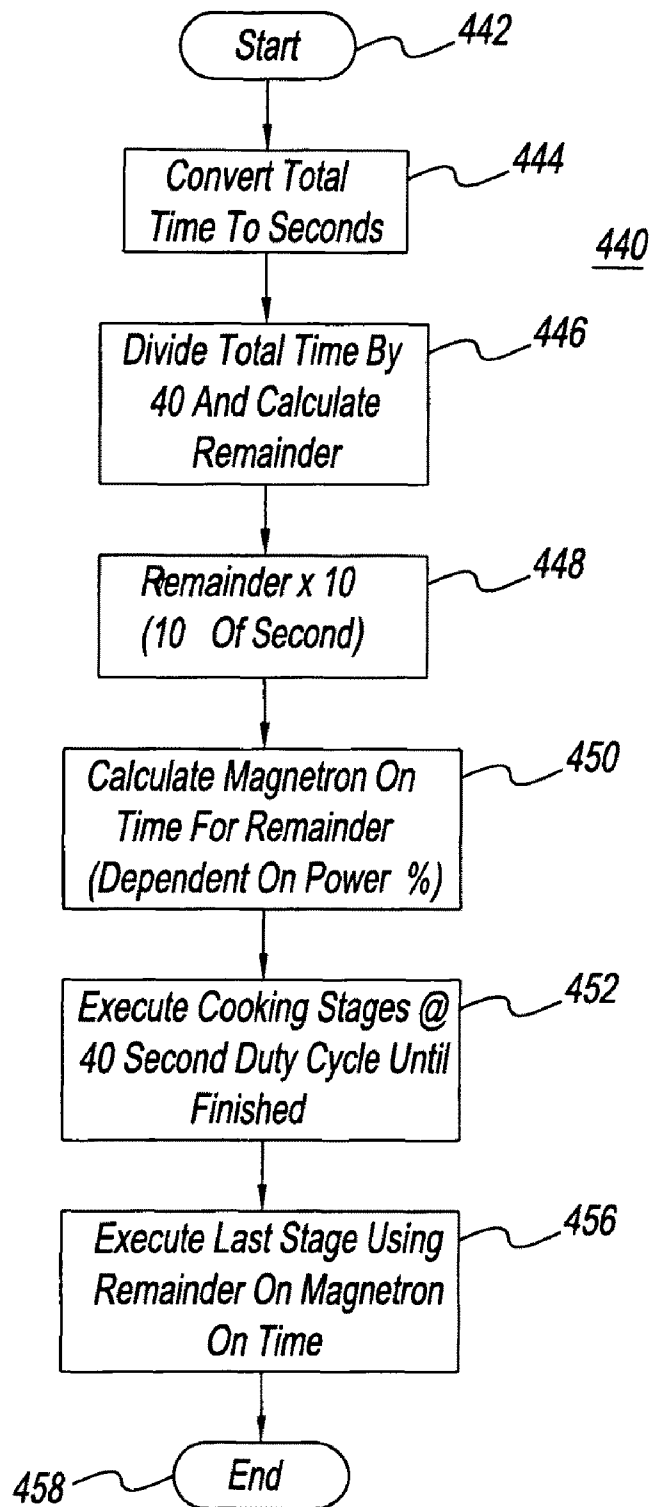 Start
442
Convert Total
Time To Seconds
444
440
Divide Total Time By
40 And Calculate
Remainder
446
Remainder x 10
(10 Of Second)
448
Calculate Magnetron On
Time For Remainder
(Dependent On Power %)
450
Execute Cooking Stages @
40 Second Duty Cycle Until
Finished
452
Execute Last Stage Using
Remainder On Magnetron
On Time
456
End
458